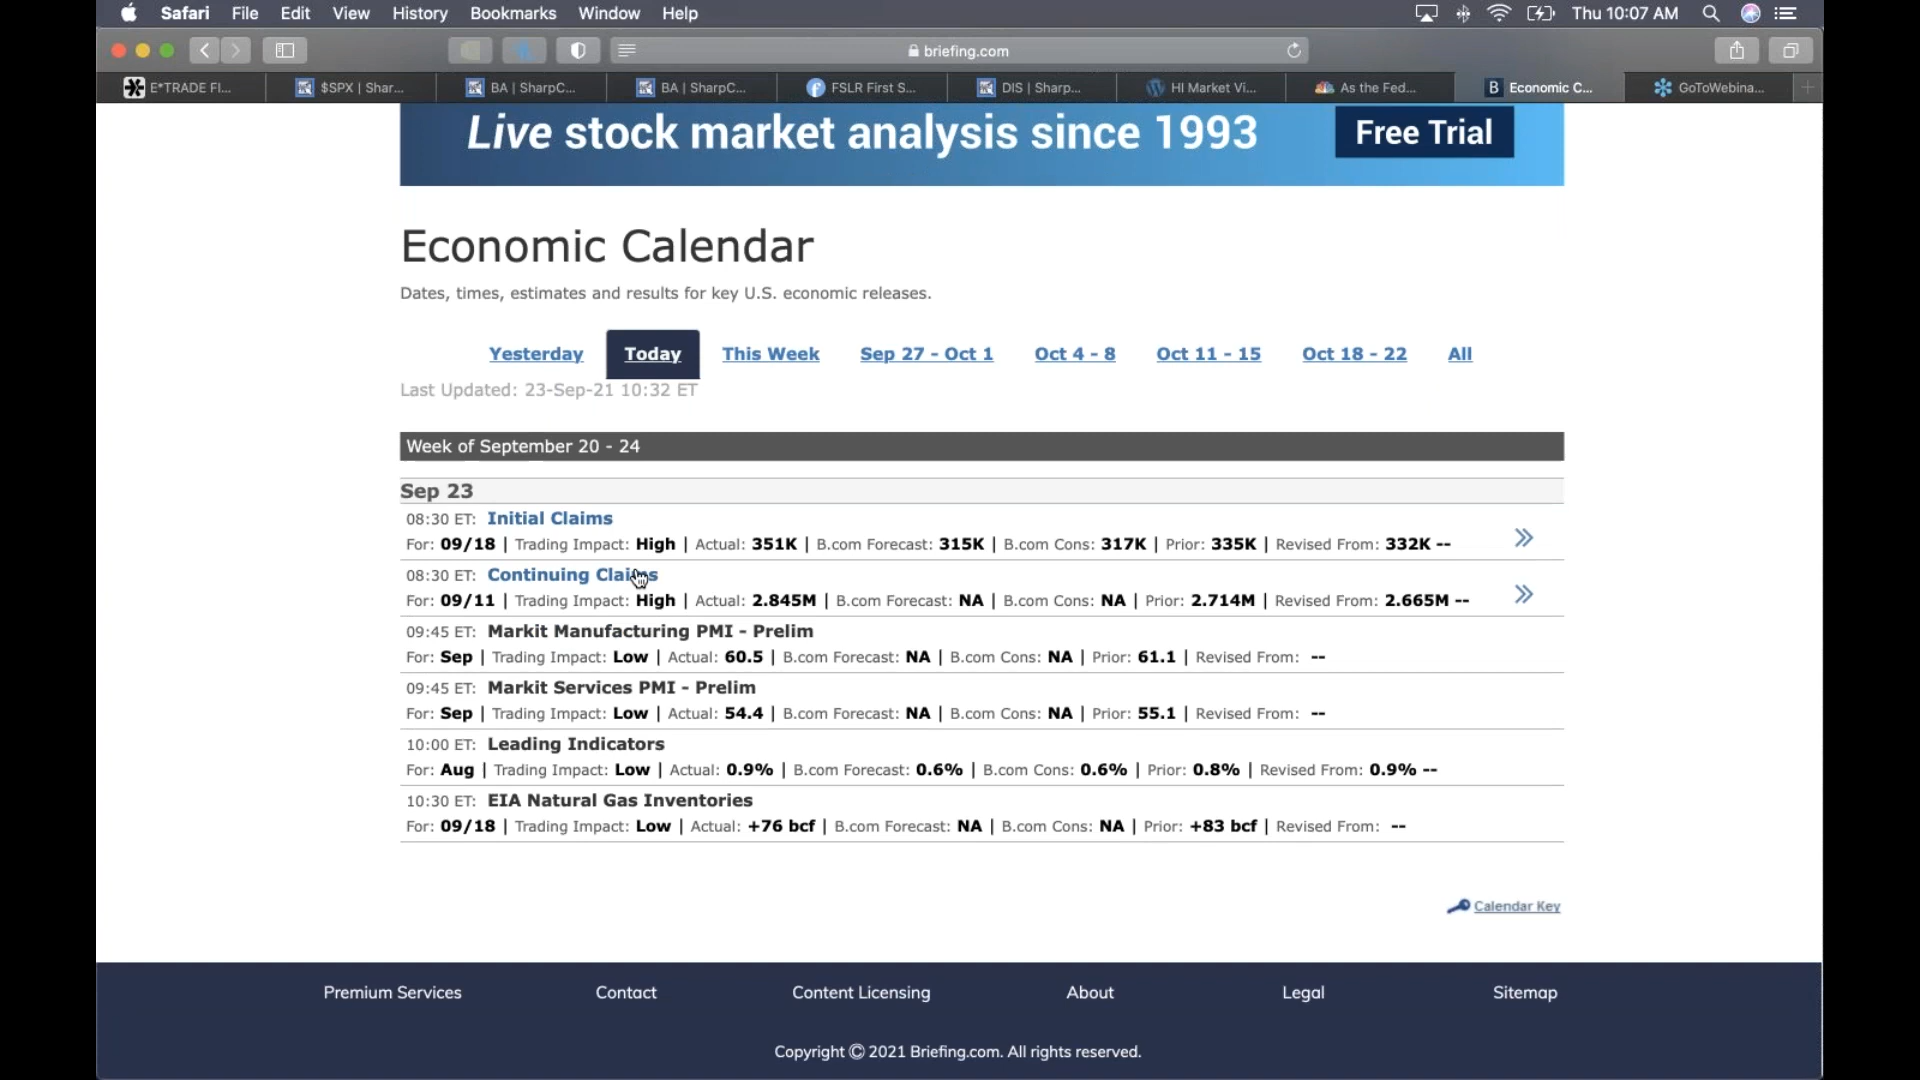 Safari File Edit View History Bookmarks Window Help Thu 10:07 AM
briefing.com
E*TRADE FI... $SPX | Shar... BA | SharpC... BA | SharpC... FSLR First S... DIS | Sharp... HI Market Vi... As the Fed... B Economic C... GoToWebina...
Live stock market analysis since 1993 Free Trial
Economic Calendar
Dates, times, estimates and results for key U.S. economic releases.
Yesterday Today This Week Sep 27 - Oct 1 Oct 4 - 8 Oct 11 - 15 Oct 18 - 22 All
Last Updated: 23-Sep-21 10:32 ET
Week of September 20 - 24
Sep 23
08:30 ET: Initial Claims
For: 09/18 | Trading Impact: High | Actual: 351K | B.com Forecast: 315K | B.com Cons: 317K | Prior: 335K | Revised From: 332K --
08:30 ET: Continuing Claims
For: 09/11 | Trading Impact: High | Actual: 2.845M | B.com Forecast: NA | B.com Cons: NA | Prior: 2.714M | Revised From: 2.665M --
09:45 ET: Markit Manufacturing PMI - Prelim
For: Sep | Trading Impact: Low | Actual: 60.5 | B.com Forecast: NA | B.com Cons: NA | Prior: 61.1 | Revised From: --
09:45 ET: Markit Services PMI - Prelim
For: Sep | Trading Impact: Low | Actual: 54.4 | B.com Forecast: NA | B.com Cons: NA | Prior: 55.1 | Revised From: --
10:00 ET: Leading Indicators
For: Aug | Trading Impact: Low | Actual: 0.9% | B.com Forecast: 0.6% | B.com Cons: 0.6% | Prior: 0.8% | Revised From: 0.9% --
10:30 ET: EIA Natural Gas Inventories
For: 09/18 | Trading Impact: Low | Actual: +76 bcf | B.com Forecast: NA | B.com Cons: NA | Prior: +83 bcf | Revised From: --
Calendar Key
Premium Services Contact Content Licensing About Legal Sitemap
Copyright © 2021 Briefing.com. All rights reserved.